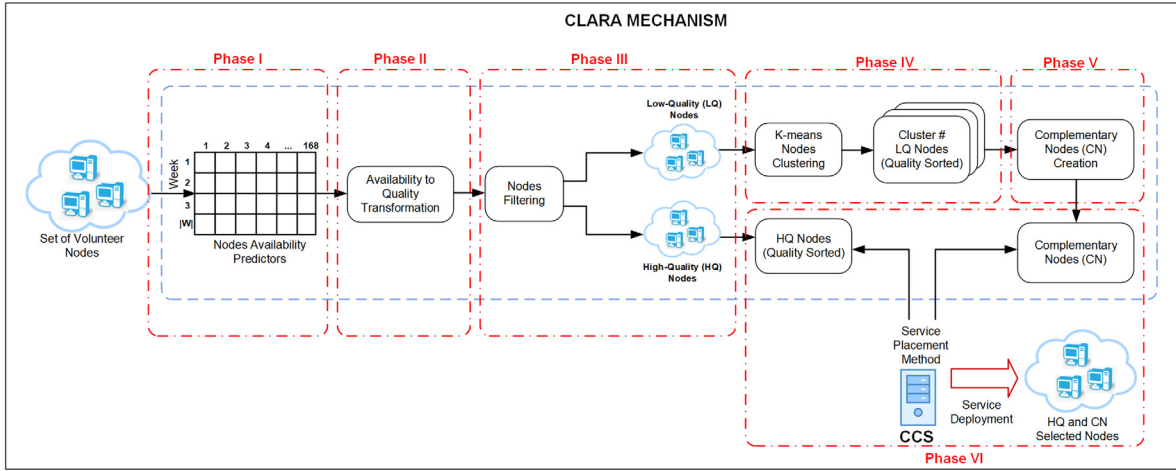 CLARA MECHANISM
Phase I
Phase II
Phase III
Phase IV
Phase V
Set of Volunteer
Nodes
Week
1 2 3 4 ... 168
1
2
3
|W|
Nodes Availability
Predictors
Availability to
Quality
Transformation
Nodes
Filtering
Low-Quality (LQ)
Nodes
High-Quality (HQ)
Nodes
K-means
Nodes
Clustering
Cluster #
LQ Nodes
(Quality Sorted)
Complementary
Nodes (CN)
Creation
HQ Nodes
(Quality Sorted)
Complementary
Nodes (CN)
Service
Placement
Method
CCS
Service
Deployment
HQ and CN
Selected Nodes
Phase VI